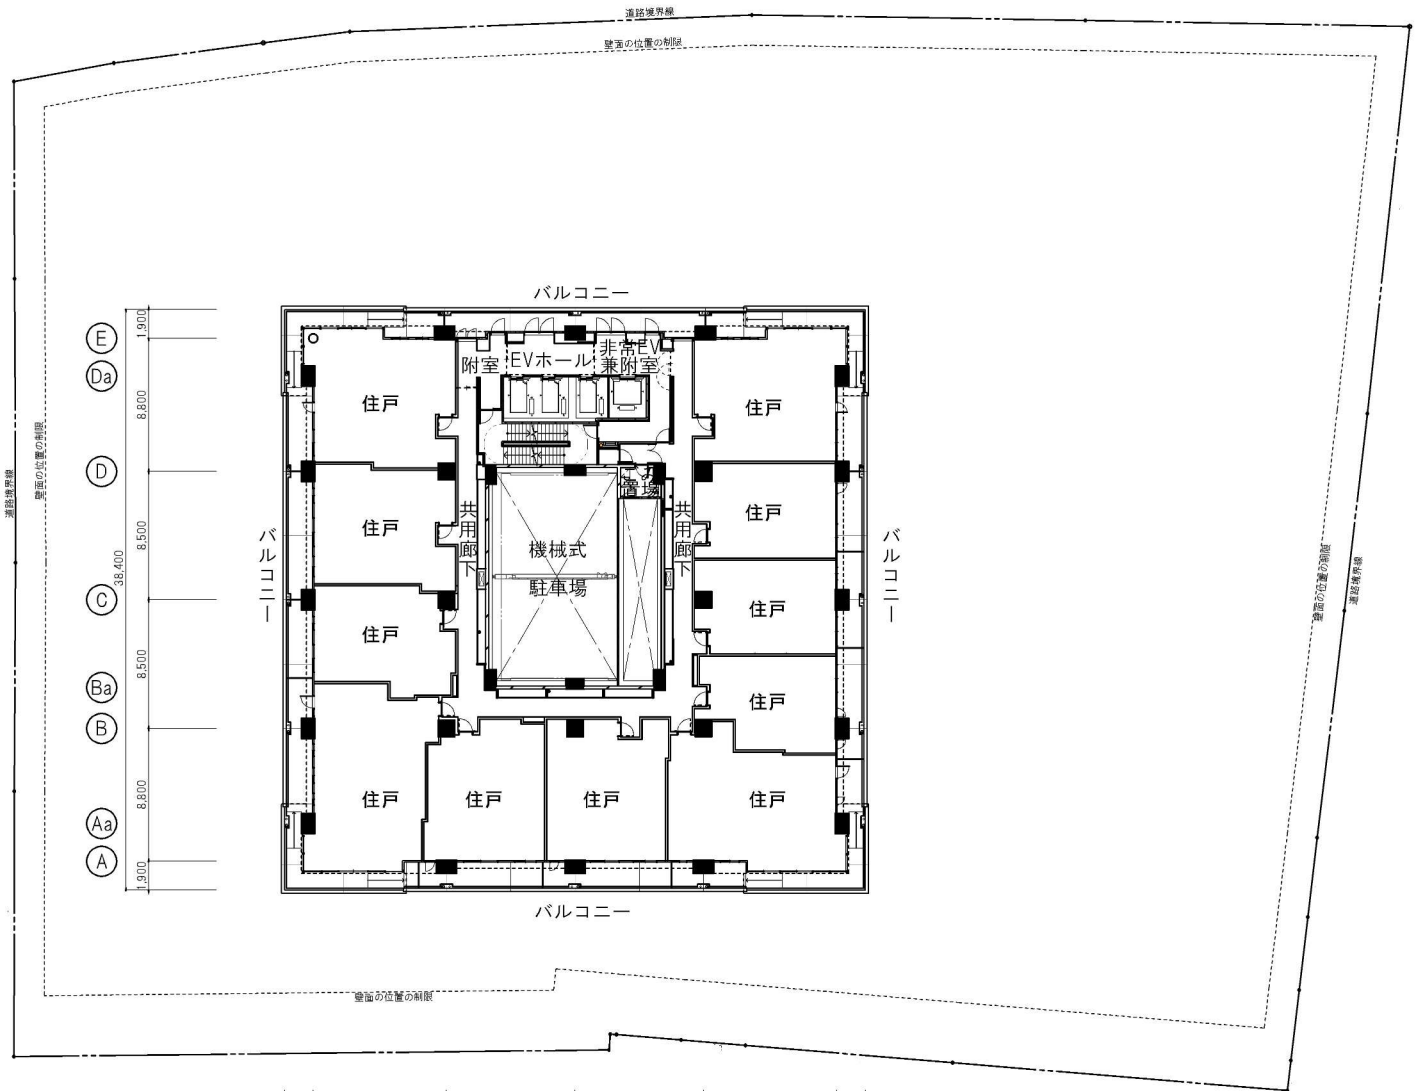 道路境界線
壁面の位置の制限
バルコニー
E
Da
D
C
Ba
B
Aa
A
1,900
8,800
8,500
8,500
8,800
1,900
38,400
道路境界線
壁面の位置の制限
附室
EVホール
非常EV
兼附室
住戸
住戸
住戸
住戸
住戸
住戸
共用廊下
共用廊下
置場
機械式
駐車場
バルコニー
バルコニー
住戸
住戸
住戸
住戸
住戸
住戸
壁面の位置の制限
道路境界線
バルコニー
壁面の位置の制限